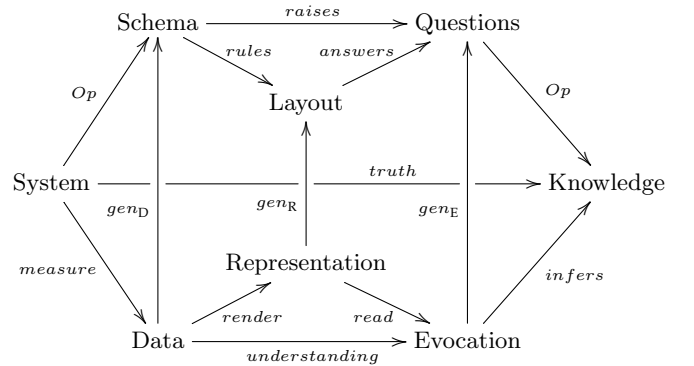 raises
Schema Questions
rules answers
Op Op
Layout
truth
System Knowledge
gen_D gen_R gen_E
Representation
measure infers
render read
Data Evocation
understanding